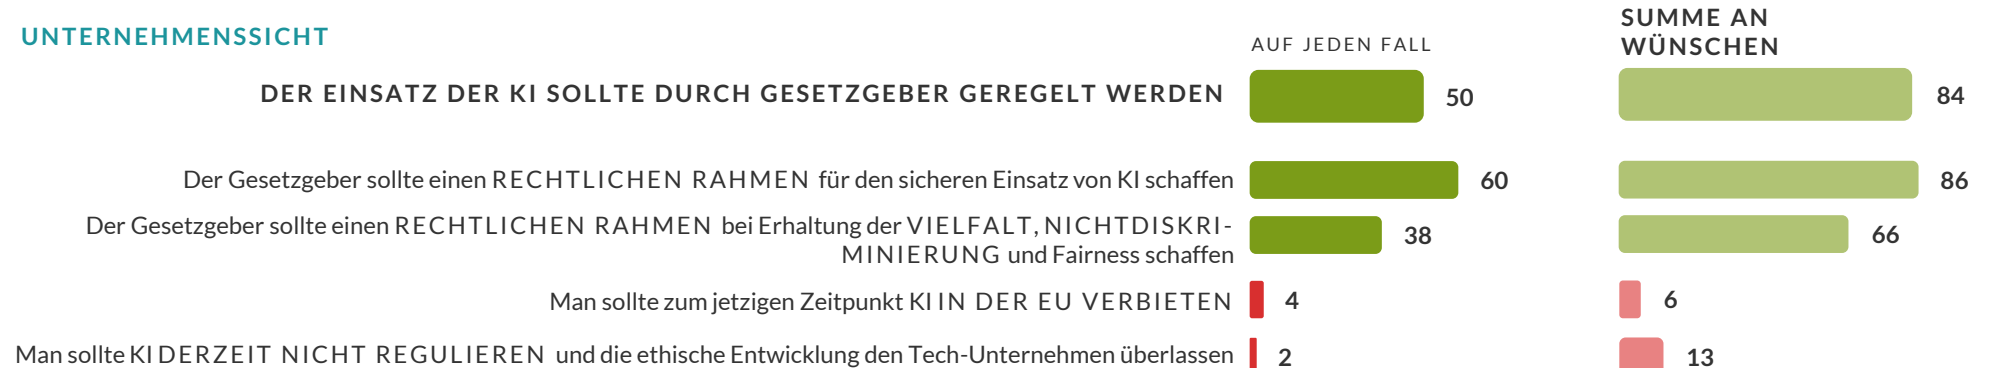 UNTERNEHMENSSICHT
AUF JEDEN FALL
SUMME AN
WÜNSCHEN
DER EINSATZ DER KI SOLLTE DURCH GESETZGEBER GEREGELT WERDEN 50 84
Der Gesetzgeber sollte einen RECHTLICHEN RAHMEN für den sicheren Einsatz von KI schaffen 60 86
Der Gesetzgeber sollte einen RECHTLICHEN RAHMEN bei Erhaltung der VIELFALT, NICHTDISKRI-
MINIERUNG und Fairness schaffen 38 66
Man sollte zum jetzigen Zeitpunkt KI IN DER EU VERBIETEN 4 6
Man sollte KI DERZEIT NICHT REGULIEREN und die ethische Entwicklung den Tech-Unternehmen überlassen 2 13